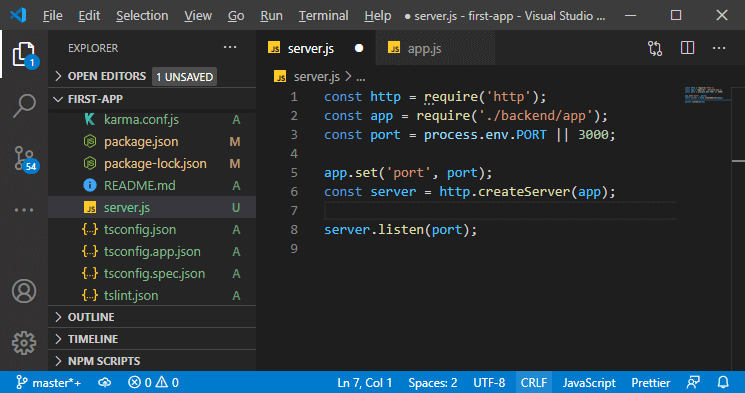 File Edit Selection View Go Run Terminal Help ● server.js - first-app - Visual Studio ...
EXPLORER ...
OPEN EDITORS 1 UNSAVED
FIRST-APP
karma.conf.js A
package.json M
package-lock.json M
README.md A
server.js U
tsconfig.json A
tsconfig.app.json A
tsconfig.spec.json A
tslint.json A
OUTLINE
TIMELINE
NPM SCRIPTS
1
54
JS server.js ● JS app.js
JS server.js > ...
1 const http = require('http');
2 const app = require('./backend/app');
3 const port = process.env.PORT || 3000;
4
5 app.set('port', port);
6 const server = http.createServer(app);
7
8 server.listen(port);
9
master*+ 0 0 Ln 7, Col 1 Spaces: 2 UTF-8 CRLF JavaScript Prettier